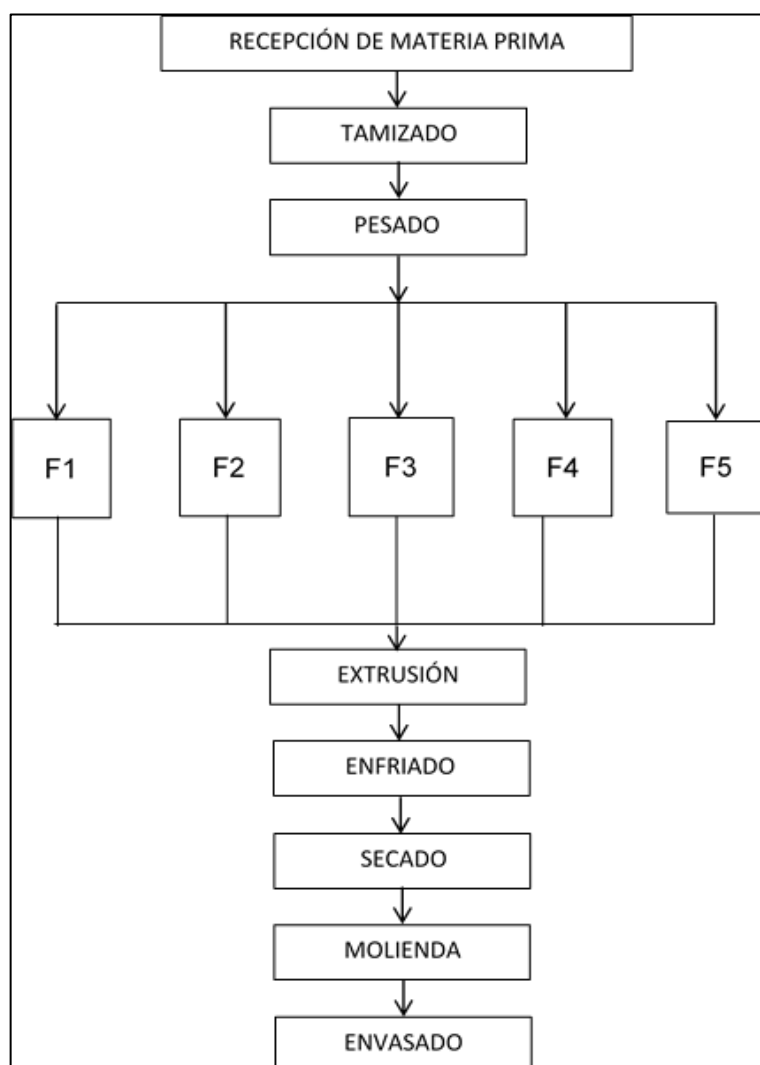 RECEPCIÓN DE MATERIA PRIMA
TAMIZADO
PESADO
F1
F2
F3
F4
F5
EXTRUSIÓN
ENFRIADO
SECADO
MOLIENDA
ENVASADO